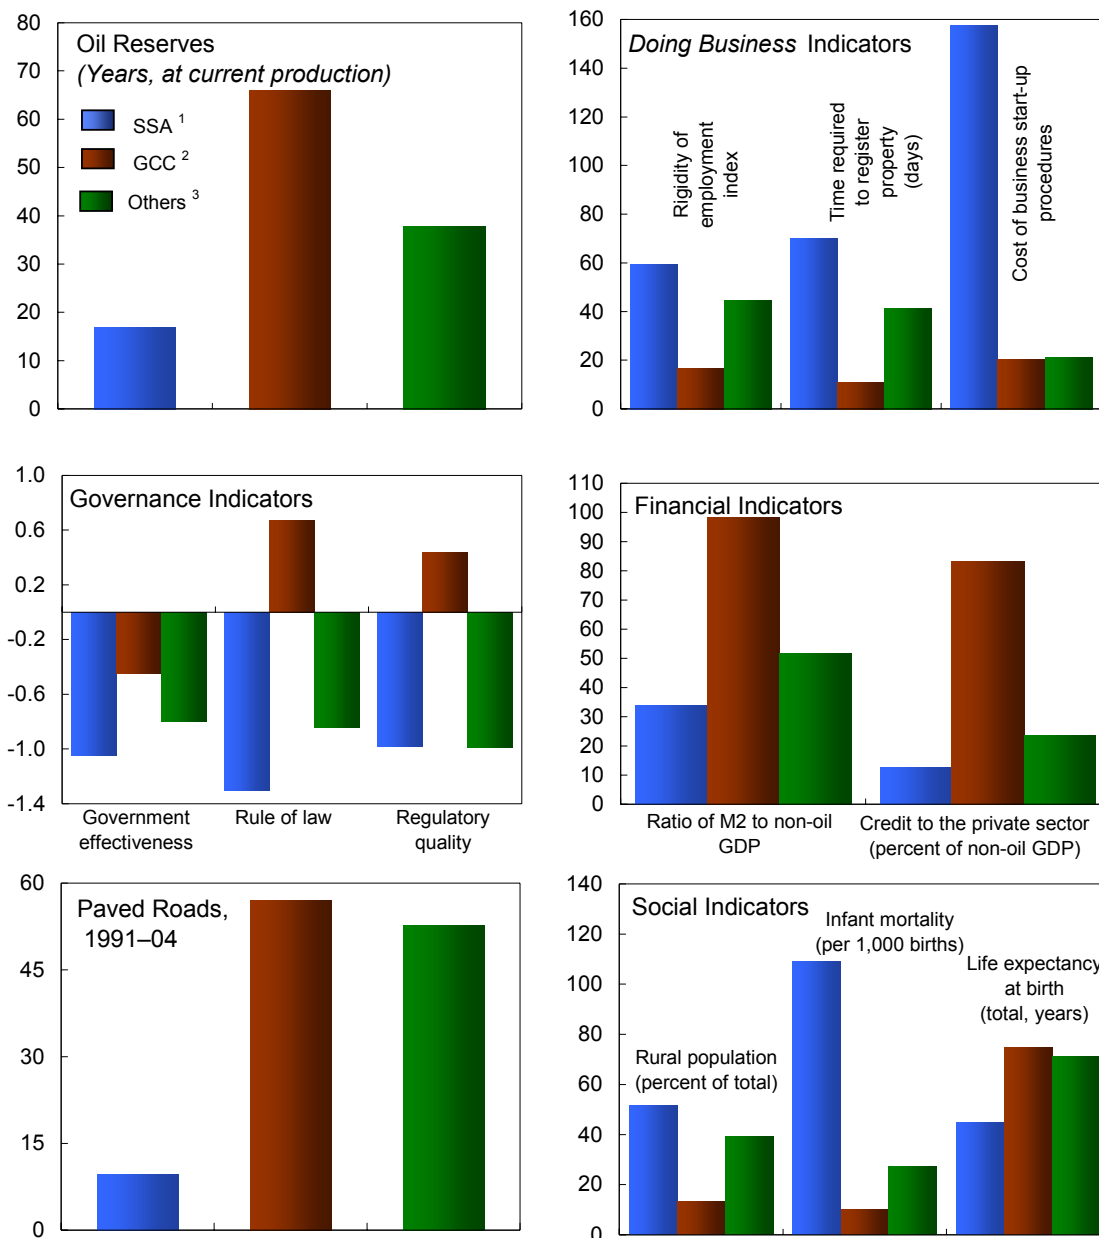 Oil Reserves
(Years, at current production)
SSA 1
GCC 2
Others 3
80
70
60
50
40
30
20
10
0
Doing Business Indicators
160
140
120
100
80
60
40
20
0
Rigidity of
employment
index
Time required
to register
property
(days)
Cost of business start-up
procedures
Governance Indicators
1.0
0.6
0.2
-0.2
-0.6
-1.0
-1.4
Government
effectiveness
Rule of law
Regulatory
quality
Financial Indicators
110
100
90
80
70
60
50
40
30
20
10
0
Ratio of M2 to non-oil
GDP
Credit to the private sector
(percent of non-oil GDP)
Paved Roads,
1991–04
60
45
30
15
0
Social Indicators
140
120
100
80
60
40
20
0
Rural population
(percent of total)
Infant mortality
(per 1,000 births)
Life expectancy
at birth
(total, years)